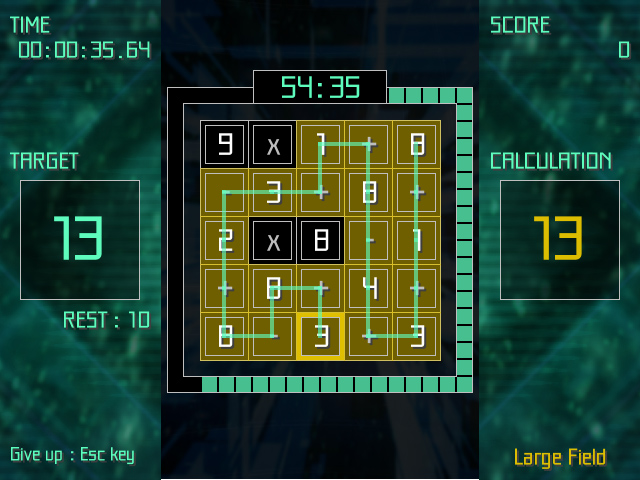 TIME
00:00:35.64
SCORE
0
54:35
TARGET
13
REST : 10
CALCULATION
13
9 x 1 + 8
- 3 + 8 +
2 x 8 - 1
+ 8 + 4 +
8 - 3 + 3
Give up : Esc key
Large Field